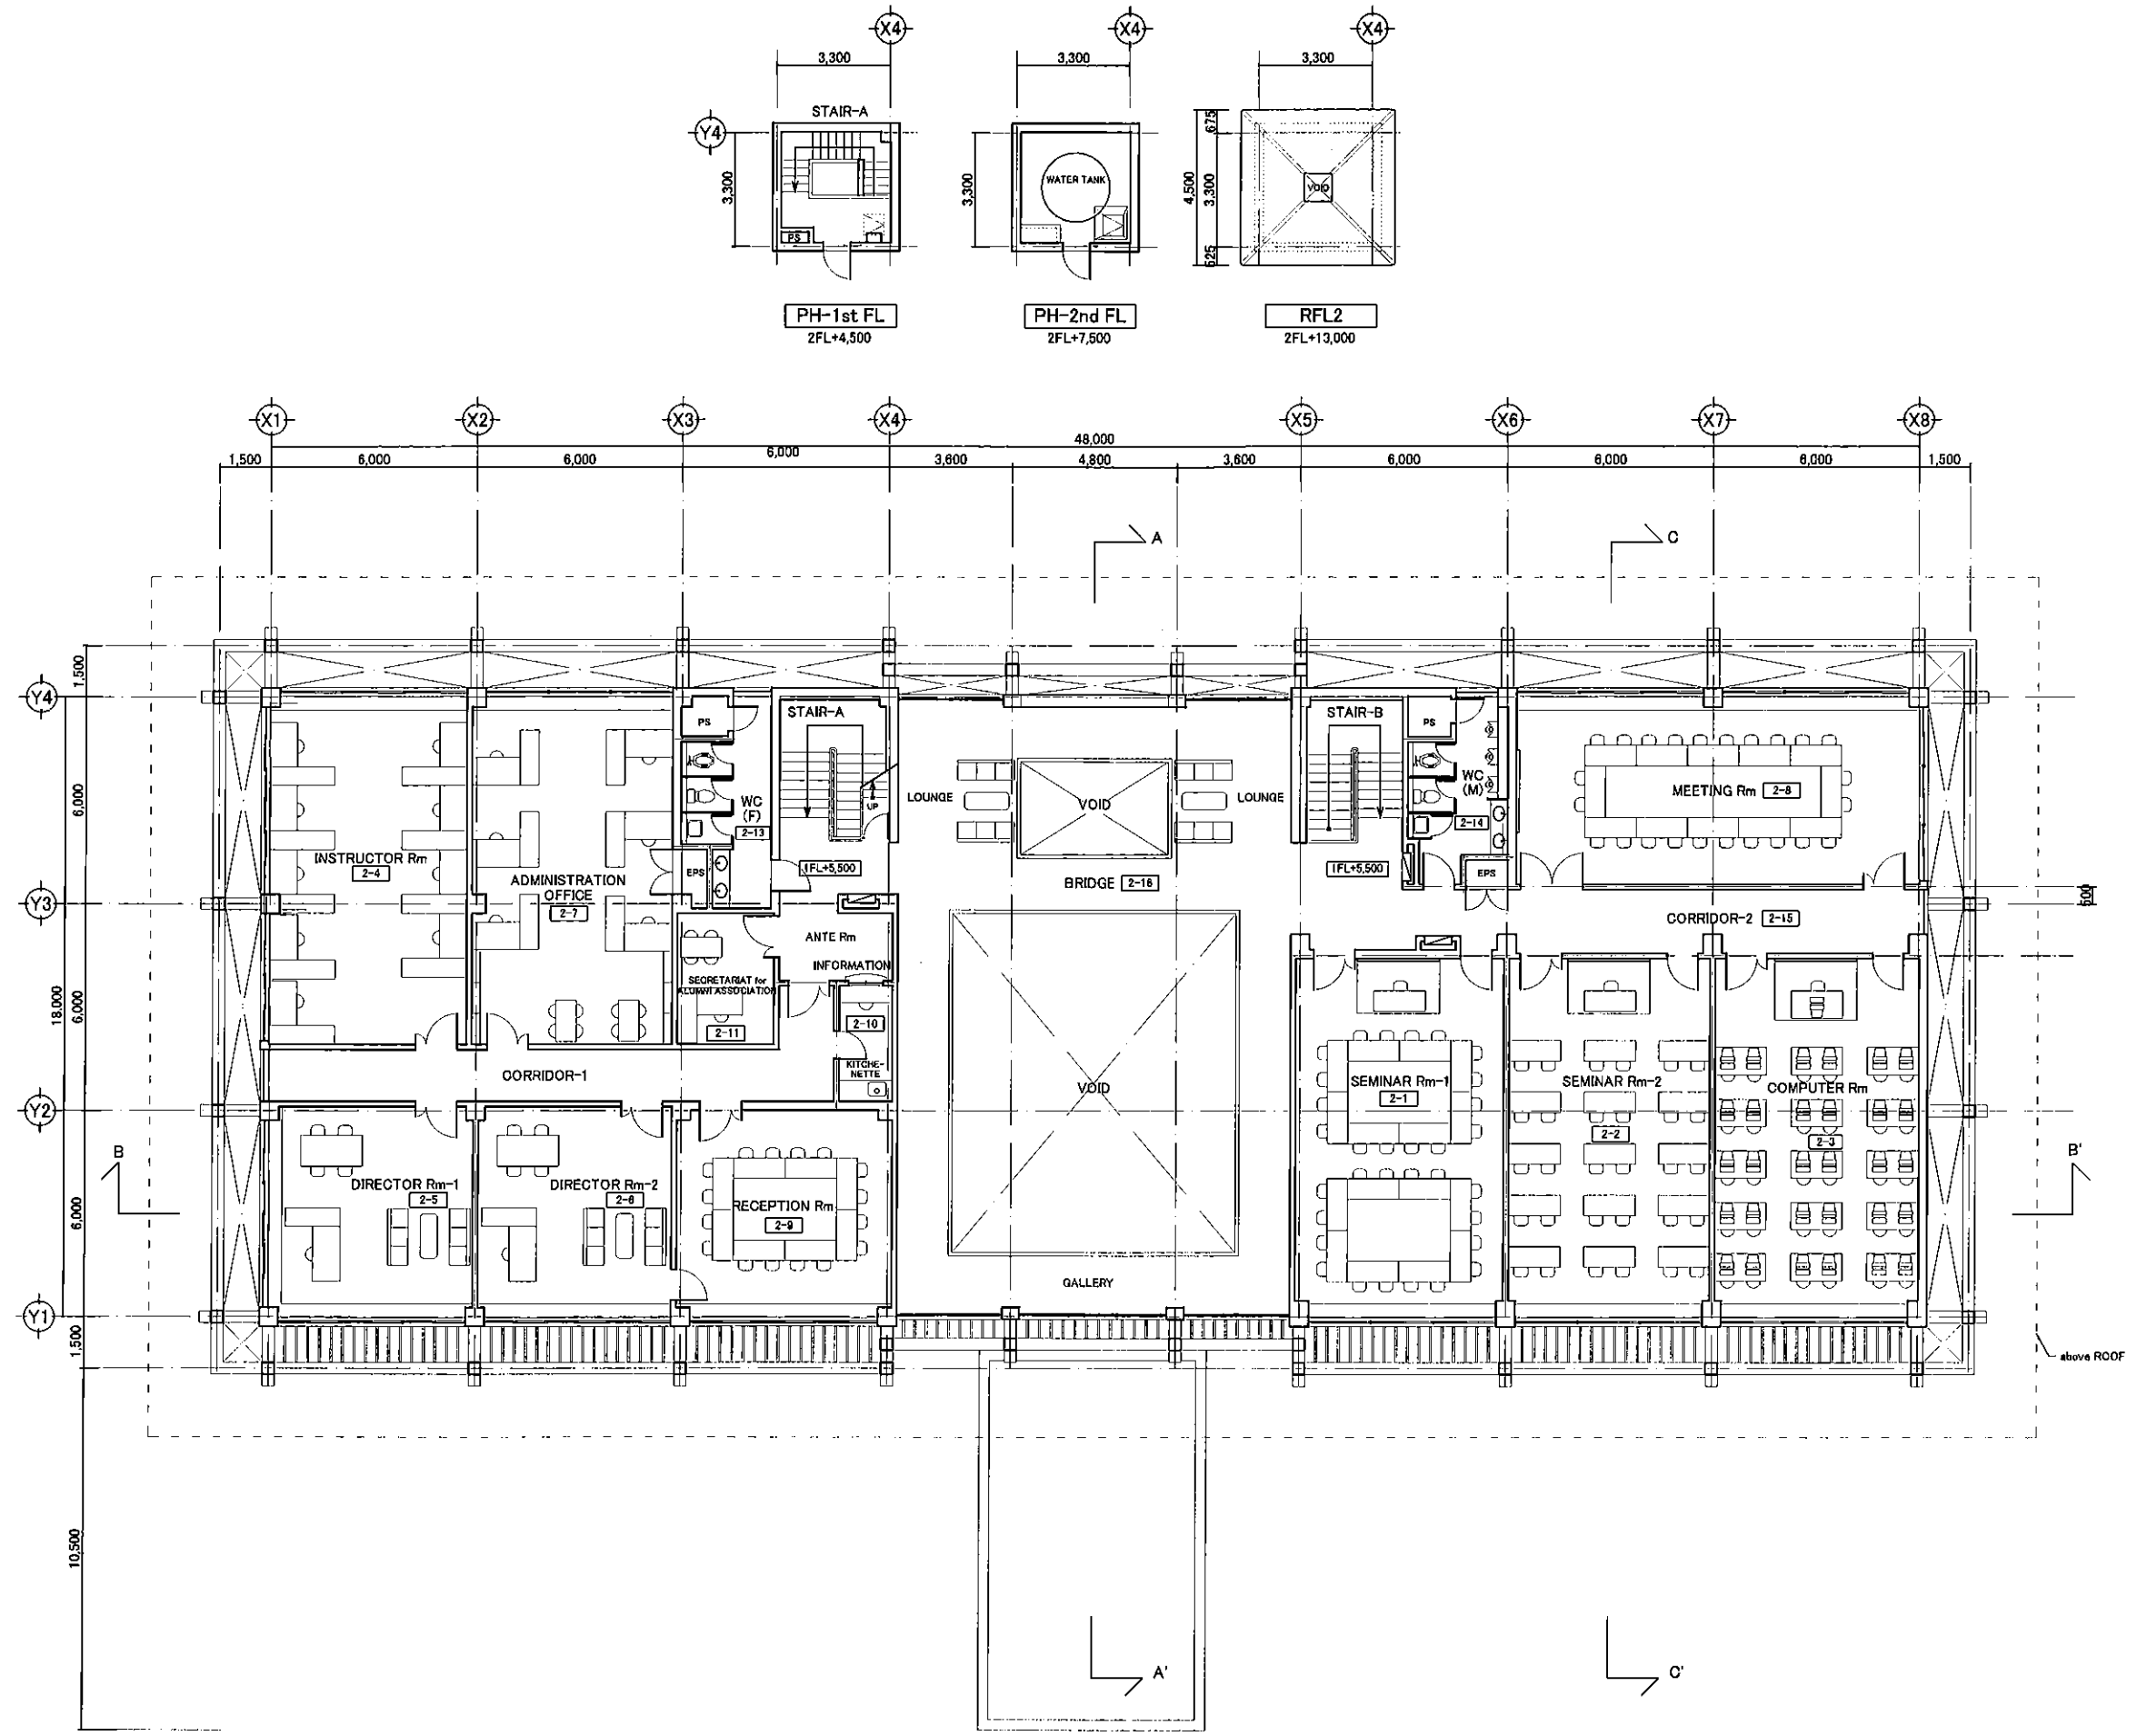 X4
X4
X4
3,300
3,300
3,300
STAIR-A
Y4
3,300
PS
3,300
WATER TANK
675
4,500
3,300
525
VOID
PH-1st FL
PH-2nd FL
RFL2
2FL+4,500
2FL+7,500
2FL+13,000
X1
X2
X3
X4
X5
X6
X7
X8
48,000
1,500
6,000
6,000
6,000
3,600
4,800
3,600
6,000
6,000
6,000
1,500
A
C
1,500
Y4
6,000
Y3
18,000
6,000
Y2
6,000
Y1
1,500
10,500
PS
STAIR-A
STAIR-B
PS
UP
LOUNGE
VOID
LOUNGE
WC
(F)
2-13
WC
(M)
2-14
MEETING Rm 2-8
INSTRUCTOR Rm
2-4
ADMINISTRATION
OFFICE
2-7
EPS
1FL+5,500
BRIDGE 2-16
1FL+5,500
EPS
500
CORRIDOR-2 2-15
ANTE Rm
INFORMATION
SECRETARIAT for
ALUMNI ASSOCIATION
2-11
2-10
KITCHE-
NETTE
CORRIDOR-1
VOID
SEMINAR Rm-1
2-1
SEMINAR Rm-2
2-2
COMPUTER Rm
2-3
B
B'
DIRECTOR Rm-1
2-5
DIRECTOR Rm-2
2-6
RECEPTION Rm
2-9
GALLERY
above ROOF
A'
C'